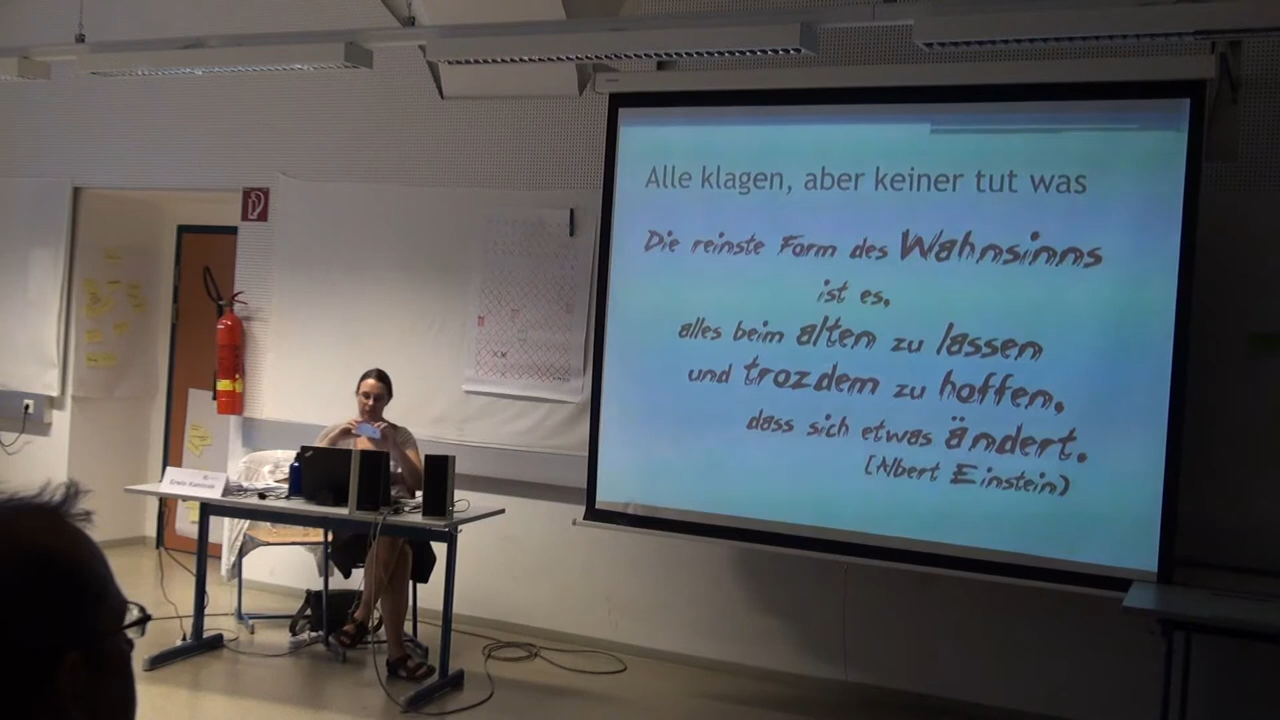 Alle klagen, aber keiner tut was
Die reinste Form des Wahnsinns
ist es,
alles beim alten zu lassen
und trozdem zu hoffen,
dass sich etwas ändert.
(Albert Einstein)
Erwin